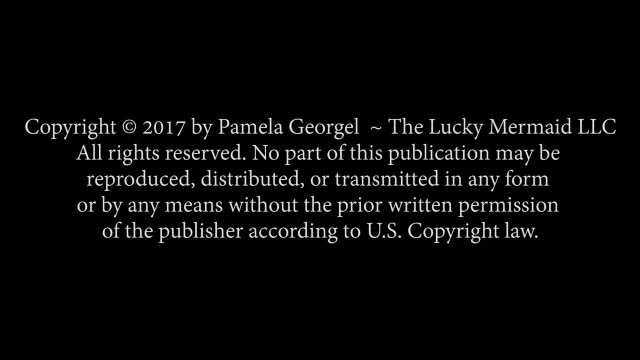 Copyright © 2017 by Pamela Georgel ~ The Lucky Mermaid LLC
All rights reserved. No part of this publication may be
reproduced, distributed, or transmitted in any form
or by any means without the prior written permission
of the publisher according to U.S. Copyright law.